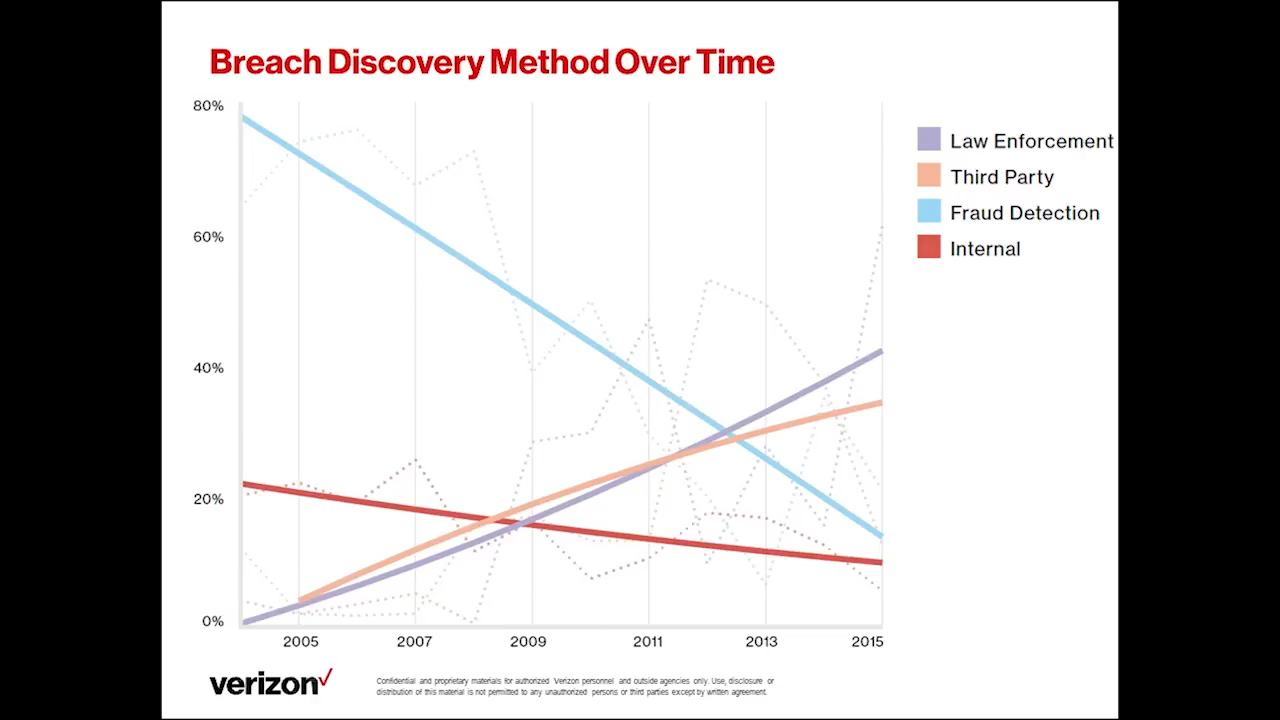 Breach Discovery Method Over Time
80%
60%
40%
20%
0%
2005 2007 2009 2011 2013 2015
Law Enforcement
Third Party
Fraud Detection
Internal
verizon✓
Confidential and proprietary materials for authorized Verizon personnel and outside agencies only. Use, disclosure or
distribution of this material is not permitted to any unauthorized persons or third parties except by written agreement.